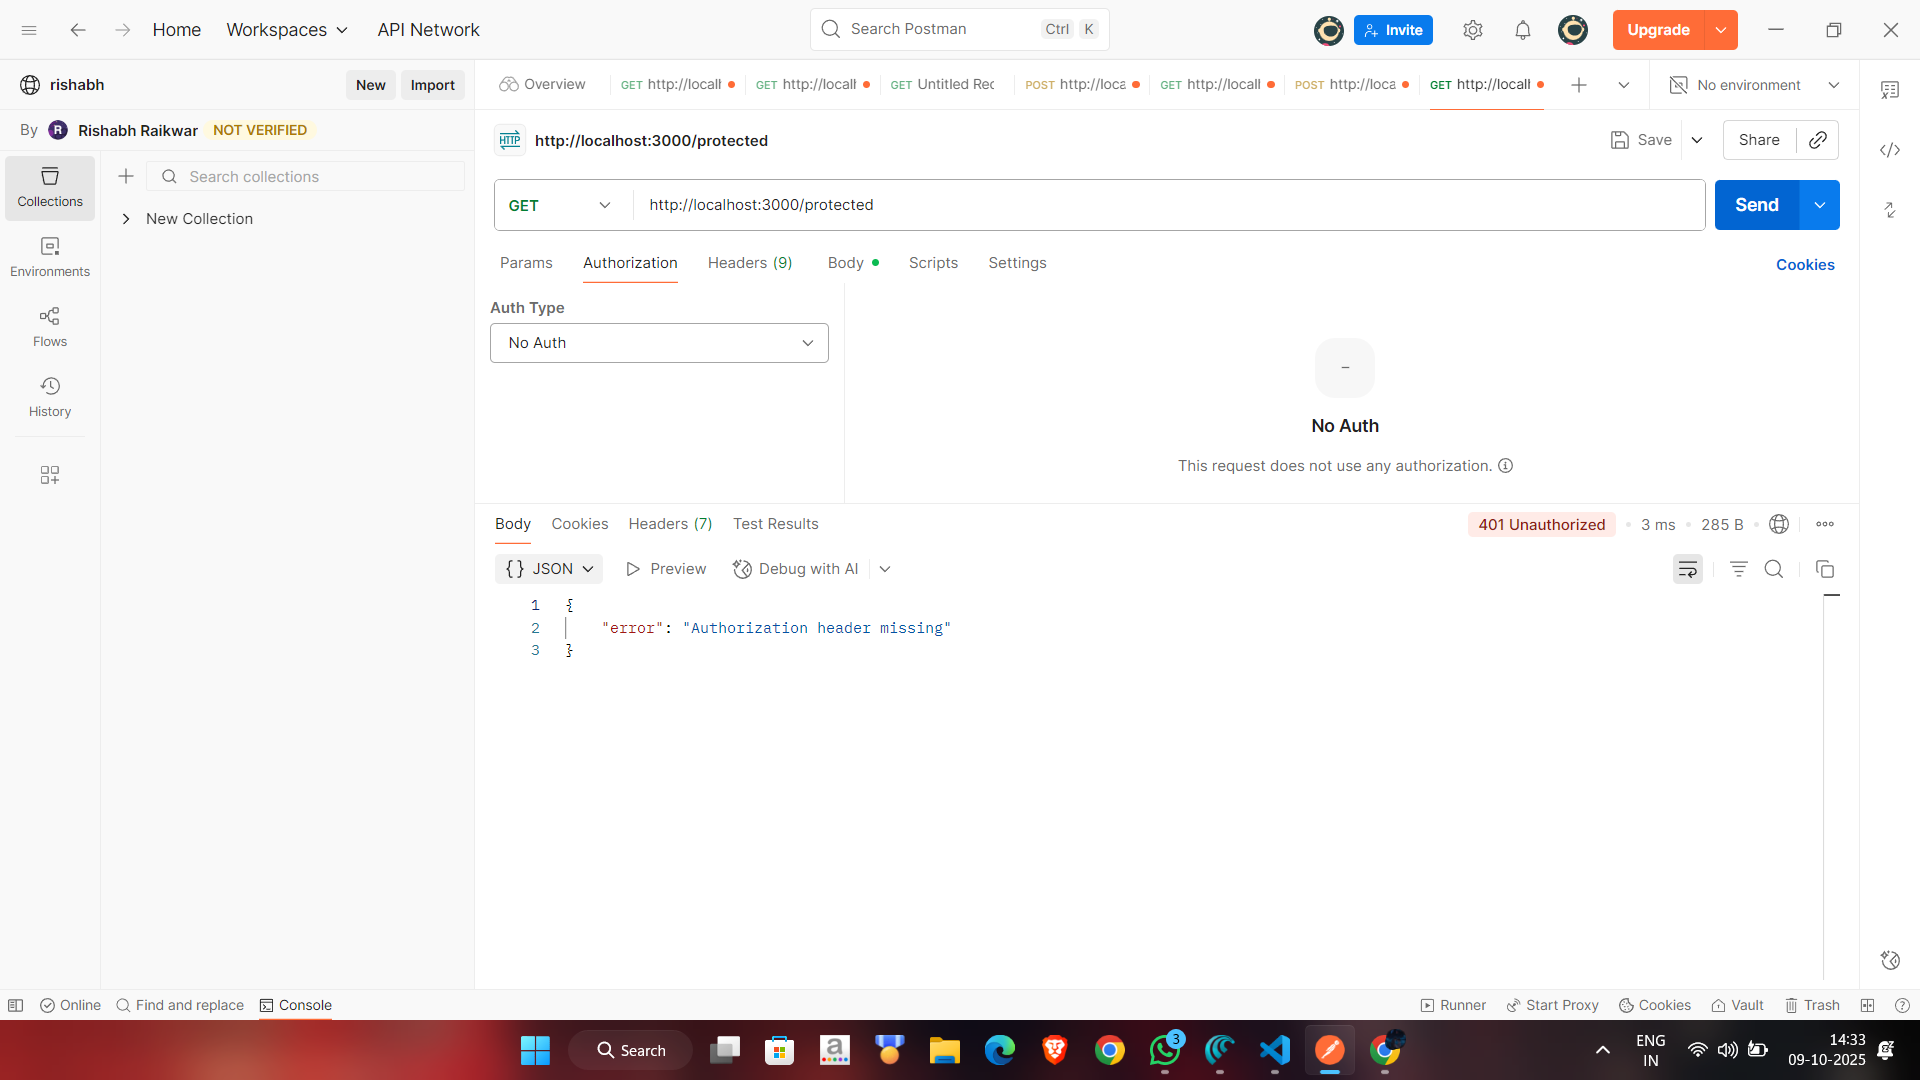 Home
Workspaces
API Network
Search Postman
Ctrl
K
Invite
Upgrade
rishabh
New
Import
Overview
GET http://locall
GET http://locall
GET Untitled Rec
POST http://loca
GET http://locall
POST http://loca
GET http://locall
No environment
By
R
Rishabh Raikwar
NOT VERIFIED
HTTP
http://localhost:3000/protected
Save
Share
Collections
Search collections
New Collection
GET
http://localhost:3000/protected
Send
Environments
Params
Authorization
Headers (9)
Body
Scripts
Settings
Cookies
Auth Type
No Auth
Flows
History
No Auth
This request does not use any authorization.
Body
Cookies
Headers (7)
Test Results
401 Unauthorized
3 ms
285 B
{} JSON
Preview
Debug with AI
1 {
2 "error": "Authorization header missing"
3 }
Online
Find and replace
Console
Runner
Start Proxy
Cookies
Vault
Trash
Search
a
3
ENG
IN
14:33
09-10-2025